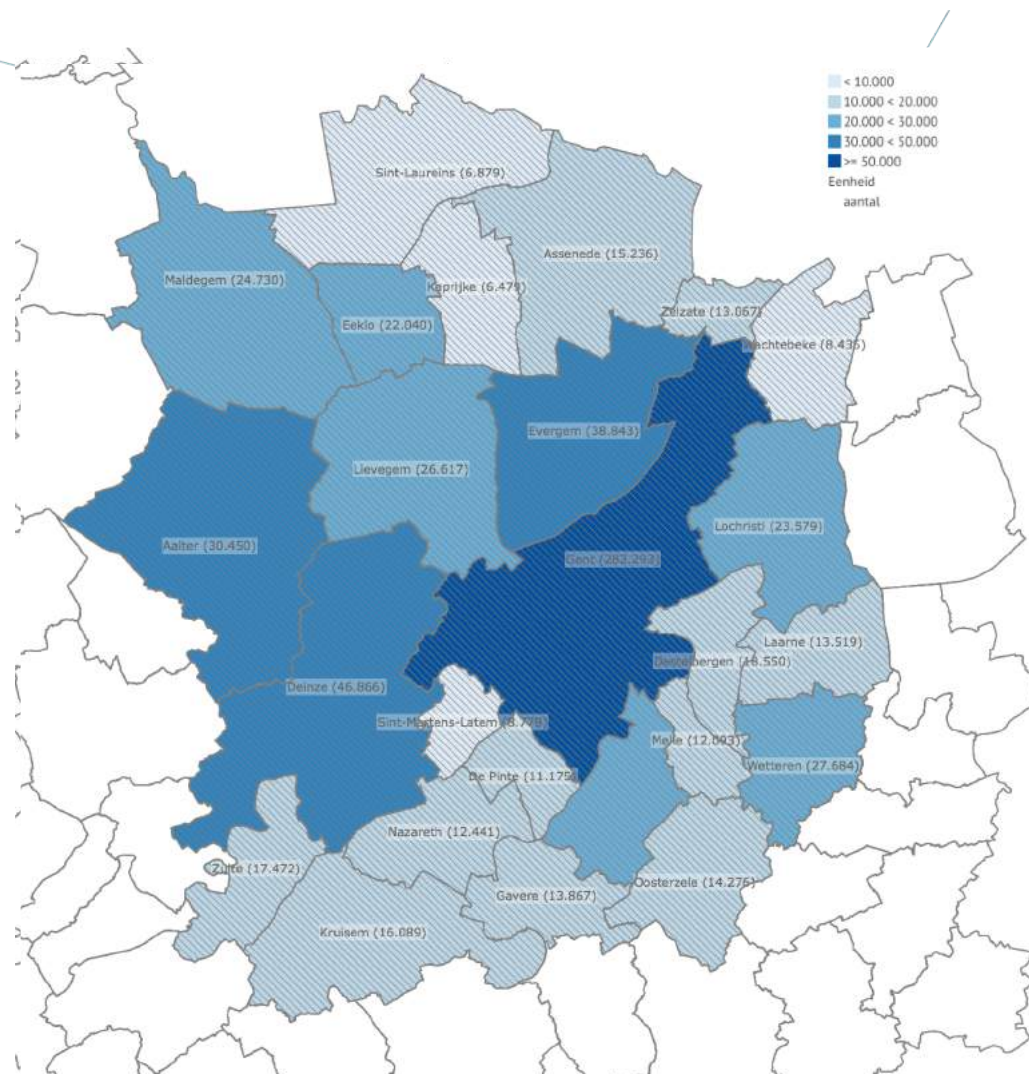 < 10.000
10.000 < 20.000
20.000 < 30.000
30.000 < 50.000
>= 50.000
Eenheid
aantal
Sint-Laureins (6.879)
Assenede (15.236)
Maldegem (24.730)
Kaprijke (6.479)
Zelzate (13.067)
Eeklo (22.040)
Wachtebeke (8.435)
Evergem (38.843)
Lievegem (26.617)
Lochristi (23.579)
Aalter (30.450)
Gent (282.293)
Laarne (13.519)
Destelbergen (18.550)
Deinze (46.866)
Sint-Martens-Latem (8.779)
Melle (12.093)
Wetteren (27.684)
De Pinte (11.175)
Nazareth (12.441)
Zulte (17.472)
Oosterzele (14.276)
Gavere (13.867)
Kruisem (16.089)